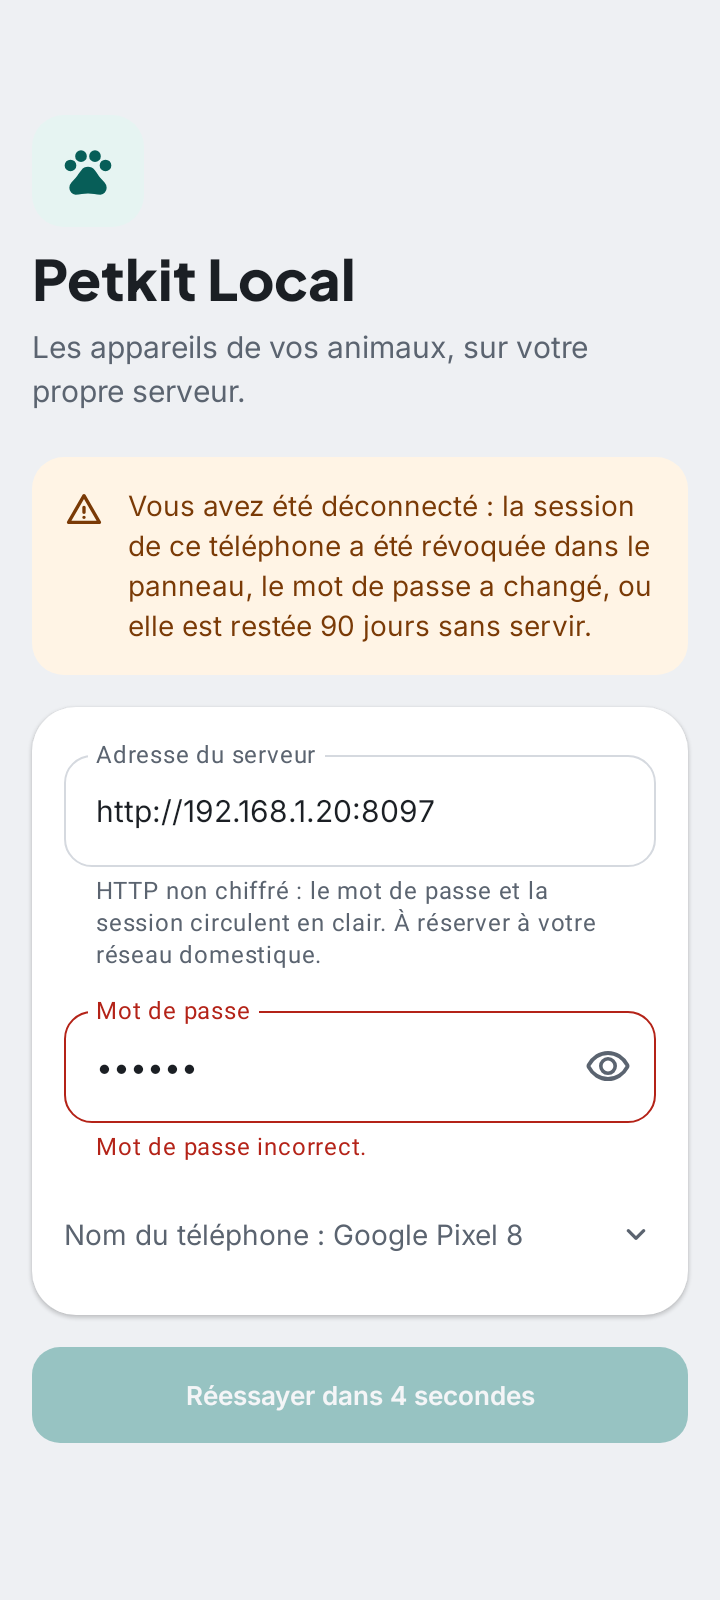 Petkit Local
Les appareils de vos animaux, sur votre
propre serveur.
Vous avez été déconnecté : la session
de ce téléphone a été révoquée dans le
panneau, le mot de passe a changé, ou
elle est restée 90 jours sans servir.
Adresse du serveur
http://192.168.1.20:8097
HTTP non chiffré : le mot de passe et la
session circulent en clair. À réserver à votre
réseau domestique.
Mot de passe
••••••
Mot de passe incorrect.
Nom du téléphone : Google Pixel 8
Réessayer dans 4 secondes